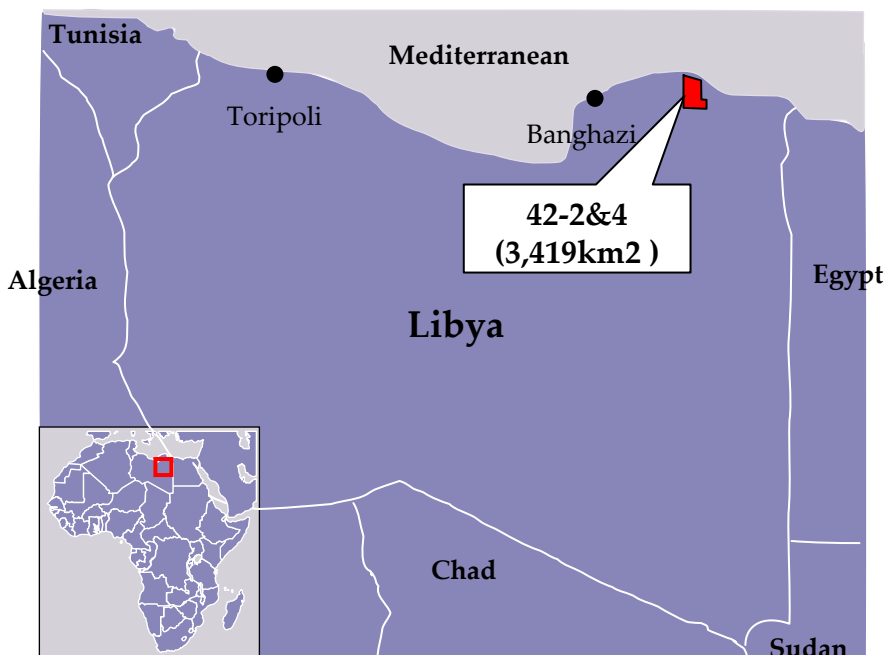 Tunisia
Mediterranean
Toripoli
Banghazi
42-2&4
(3,419km2 )
Algeria
Egypt
Libya
Chad
Sudan